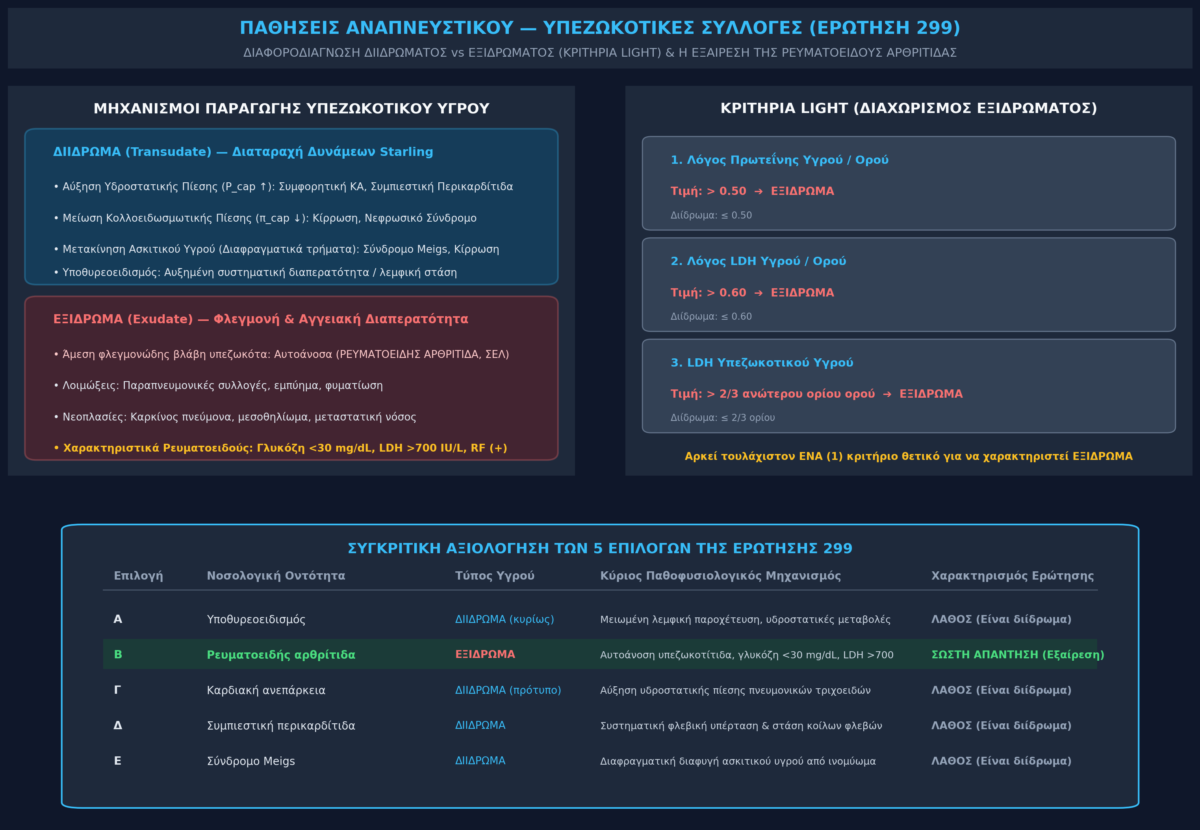 ΠΑΘΗΣΕΙΣ ΑΝΑΠΝΕΥΣΤΙΚΟΥ — ΥΠΕΖΩΚΟΤΙΚΕΣ ΣΥΛΛΟΓΕΣ (ΕΡΩΤΗΣΗ 299)
ΔΙΑΦΟΡΟΔΙΑΓΝΩΣΗ ΔΙΙΔΡΩΜΑΤΟΣ vs ΕΞΙΔΡΩΜΑΤΟΣ (ΚΡΙΤΗΡΙΑ LIGHT) & Η ΕΞΑΙΡΕΣΗ ΤΗΣ ΡΕΥΜΑΤΟΕΙΔΟΥΣ ΑΡΘΡΙΤΙΔΑΣ
ΜΗΧΑΝΙΣΜΟΙ ΠΑΡΑΓΩΓΗΣ ΥΠΕΖΩΚΟΤΙΚΟΥ ΥΓΡΟΥ
ΔΙΙΔΡΩΜΑ (Transudate) — Διαταραχή Δυνάμεων Starling
• Αύξηση Υδροστατικής Πίεσης (P_cap ↑): Συμφορητική ΚΑ, Συμπιεστική Περικαρδίτιδα
• Μείωση Κολλοειδωσμωτικής Πίεσης (π_cap ↓): Κίρρωση, Νεφρωσικό Σύνδρομο
• Μετακίνηση Ασκιτικού Υγρού (Διαφραγματικά τρήματα): Σύνδρομο Meigs, Κίρρωση
• Υποθυρεοειδισμός: Αυξημένη συστηματική διαπερατότητα / λεμφική στάση
ΕΞΙΔΡΩΜΑ (Exudate) — Φλεγμονή & Αγγειακή Διαπερατότητα
• Άμεση φλεγμονώδης βλάβη υπεζωκότα: Αυτοάνοσα (ΡΕΥΜΑΤΟΕΙΔΗΣ ΑΡΘΡΙΤΙΔΑ, ΣΕΛ)
• Λοιμώξεις: Παραπνευμονικές συλλογές, εμπύημα, φυματίωση
• Νεοπλασίες: Καρκίνος πνεύμονα, μεσοθηλίωμα, μεταστατική νόσος
• Χαρακτηριστικά Ρευματοειδούς: Γλυκόζη <30 mg/dL, LDH >700 IU/L, RF (+)
ΚΡΙΤΗΡΙΑ LIGHT (ΔΙΑΧΩΡΙΣΜΟΣ ΕΞΙΔΡΩΜΑΤΟΣ)
1. Λόγος Πρωτεΐνης Υγρού / Ορού
Τιμή: > 0.50 → ΕΞΙΔΡΩΜΑ
Διίδρωμα: ≤ 0.50
2. Λόγος LDH Υγρού / Ορού
Τιμή: > 0.60 → ΕΞΙΔΡΩΜΑ
Διίδρωμα: ≤ 0.60
3. LDH Υπεζωκοτικού Υγρού
Τιμή: > 2/3 ανώτερου ορίου ορού → ΕΞΙΔΡΩΜΑ
Διίδρωμα: ≤ 2/3 ορίου
Αρκεί τουλάχιστον ΕΝΑ (1) κριτήριο θετικό για να χαρακτηριστεί ΕΞΙΔΡΩΜΑ
ΣΥΓΚΡΙΤΙΚΗ ΑΞΙΟΛΟΓΗΣΗ ΤΩΝ 5 ΕΠΙΛΟΓΩΝ ΤΗΣ ΕΡΩΤΗΣΗΣ 299
Επιλογή Νοσολογική Οντότητα Τύπος Υγρού Κύριος Παθοφυσιολογικός Μηχανισμός Χαρακτηρισμός Ερώτησης
Α Υποθυρεοειδισμός ΔΙΙΔΡΩΜΑ (κυρίως) Μειωμένη λεμφική παροχέτευση, υδροστατικές μεταβολές ΛΑΘΟΣ (Είναι διίδρωμα)
Β Ρευματοειδής αρθρίτιδα ΕΞΙΔΡΩΜΑ Αυτοάνοση υπεζωκοτίτιδα, γλυκόζη <30 mg/dL, LDH >700 ΣΩΣΤΗ ΑΠΑΝΤΗΣΗ (Εξαίρεση)
Γ Καρδιακή ανεπάρκεια ΔΙΙΔΡΩΜΑ (πρότυπο) Αύξηση υδροστατικής πίεσης πνευμονικών τριχοειδών ΛΑΘΟΣ (Είναι διίδρωμα)
Δ Συμπιεστική περικαρδίτιδα ΔΙΙΔΡΩΜΑ Συστηματική φλεβική υπέρταση & στάση κοίλων φλεβών ΛΑΘΟΣ (Είναι διίδρωμα)
Ε Σύνδρομο Meigs ΔΙΙΔΡΩΜΑ Διαφραγματική διαφυγή ασκιτικού υγρού από ινομύωμα ΛΑΘΟΣ (Είναι διίδρωμα)